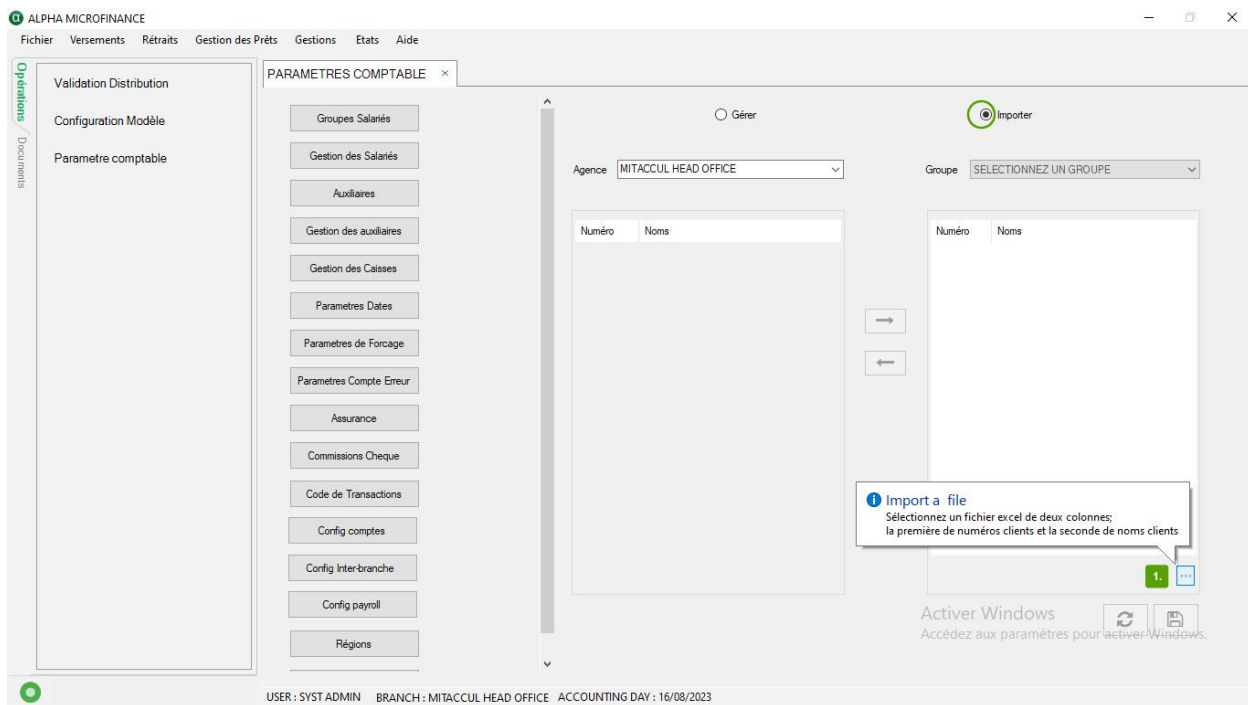 ALPHA MICROFINANCE
Fichier Versements Rétraits Gestion des Prêts Gestions Etats Aide
Opérations
Documents
Validation Distribution
Configuration Modèle
Parametre comptable
PARAMETRES COMPTABLE ×
Groupes Salariés
Gestion des Salariés
Auxiliaires
Gestion des auxiliaires
Gestion des Caisses
Parametres Dates
Parametres de Forcage
Parametres Compte Erreur
Assurance
Commissions Cheque
Code de Transactions
Config comptes
Config Inter-branche
Config payroll
Régions
Gérer
Importer
Agence MITACCUL HEAD OFFICE
Groupe SELECTIONNEZ UN GROUPE
Numéro Noms
Numéro Noms
Import a file
Sélectionnez un fichier excel de deux colonnes;
la première de numéros clients et la seconde de noms clients
1. ...
Activer Windows
Accédez aux paramètres pour activer Windows.
USER : SYST ADMIN BRANCH : MITACCUL HEAD OFFICE ACCOUNTING DAY : 16/08/2023